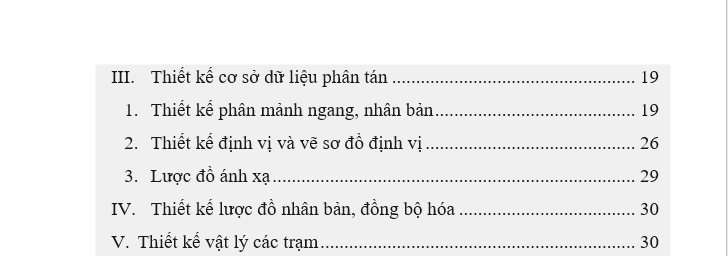 III. Thiết kế cơ sở dữ liệu phân tán ................................................... 19
1. Thiết kế phân mảnh ngang, nhân bản.......................................... 19
2. Thiết kế định vị và vẽ sơ đồ định vị ............................................ 26
3. Lược đồ ánh xạ............................................................................ 29
IV. Thiết kế lược đồ nhân bản, đồng bộ hóa ..................................... 30
V. Thiết kế vật lý các trạm.................................................................. 30